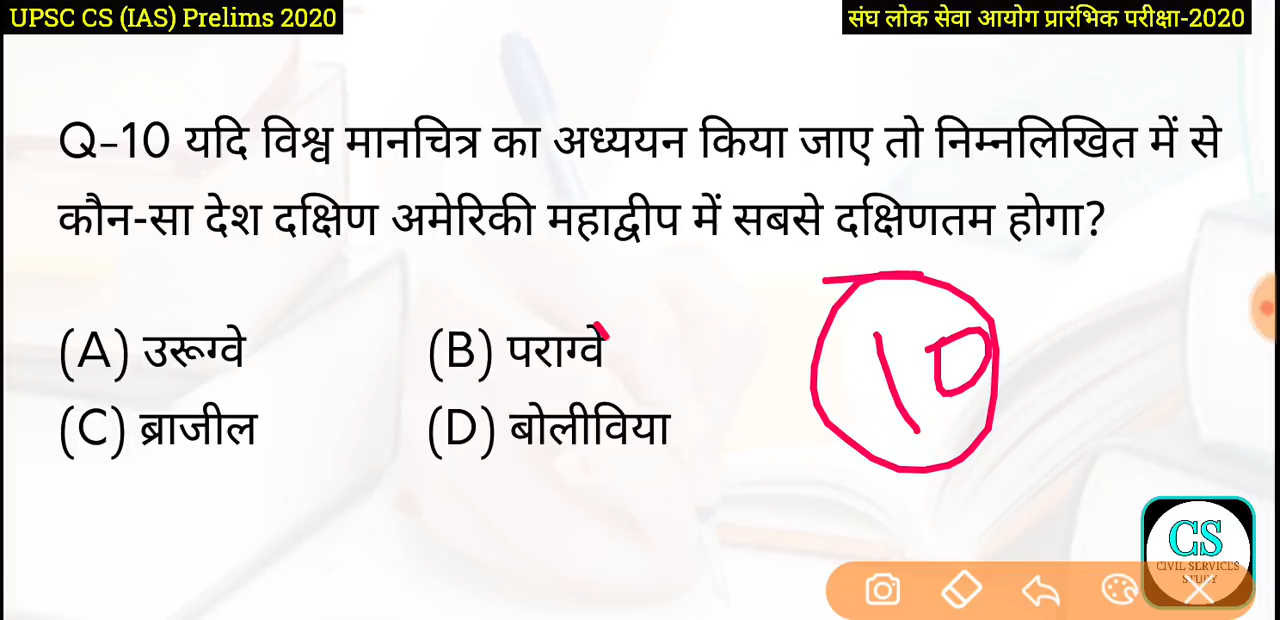 UPSC CS (IAS) Prelims 2020
संघ लोक सेवा आयोग प्रारंभिक परीक्षा-2020
Q-10 यदि विश्व मानचित्र का अध्ययन किया जाए तो निम्नलिखित में से
कौन-सा देश दक्षिण अमेरिकी महाद्वीप में सबसे दक्षिणतम होगा?
(A) उरूग्वे (B) पराग्वे
(C) ब्राजील (D) बोलीविया
10
CS
CIVIL SERVICES
STUDY